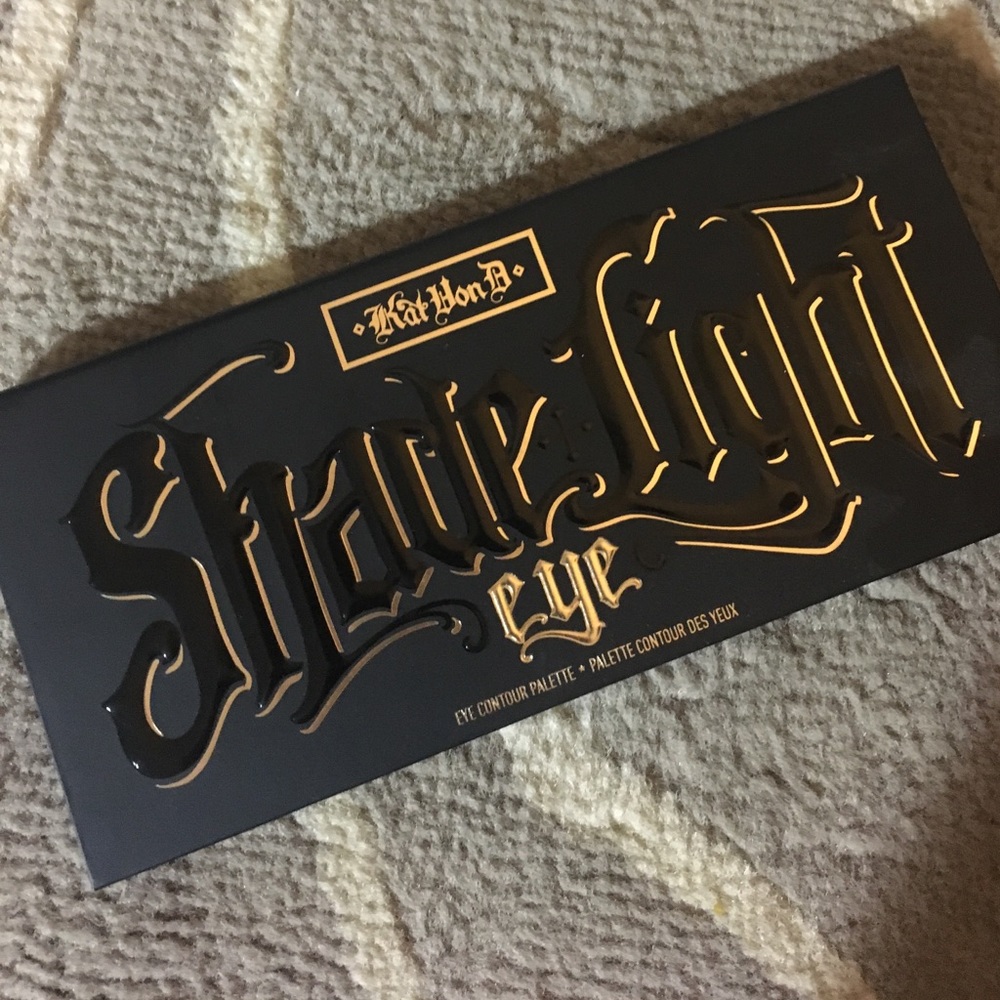 Kat Von D
Shade + Light
eye
EYE CONTOUR PALETTE * PALETTE CONTOUR DES YEUX